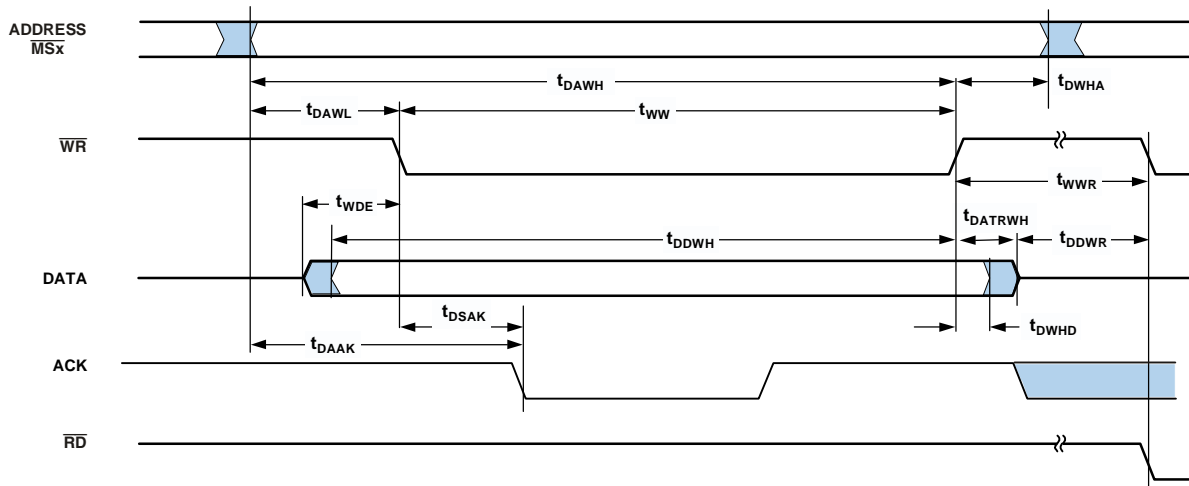 ADDRESS
MSx
tDAWH
tDWHA
tDAWL
tWW
WR
tWWR
tWDE
tDATRWH
tDDWH
tDDWR
DATA
tDSAK
tDWHD
tDAAK
ACK
RD